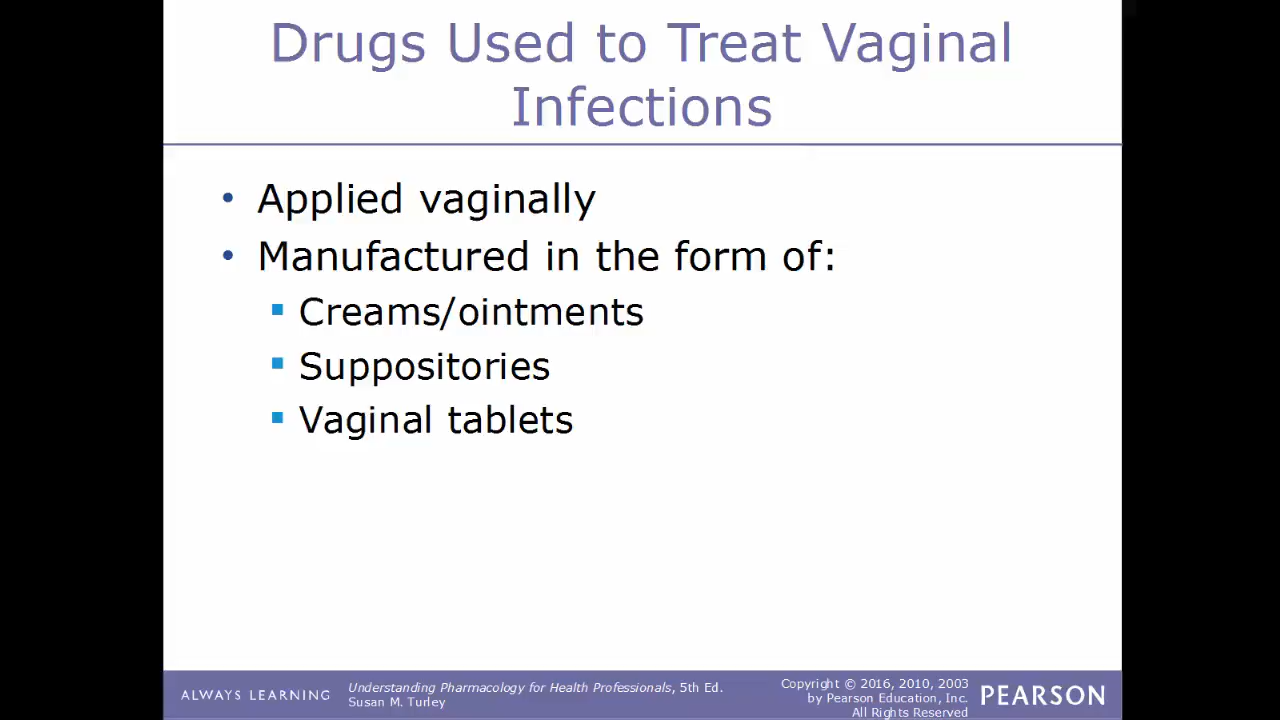 Drugs Used to Treat Vaginal
Infections
• Applied vaginally
• Manufactured in the form of:
▪ Creams/ointments
▪ Suppositories
▪ Vaginal tablets
ALWAYS LEARNING
Understanding Pharmacology for Health Professionals, 5th Ed.
Susan M. Turley
Copyright © 2016, 2010, 2003
by Pearson Education, Inc.
All Rights Reserved
PEARSON